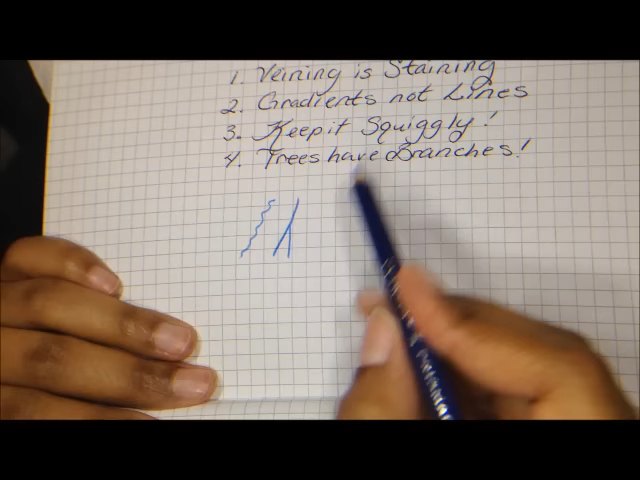 1. Veining is Staining
2. Gradients not Lines
3. Keep it Squiggly!
4. Trees have Branches!